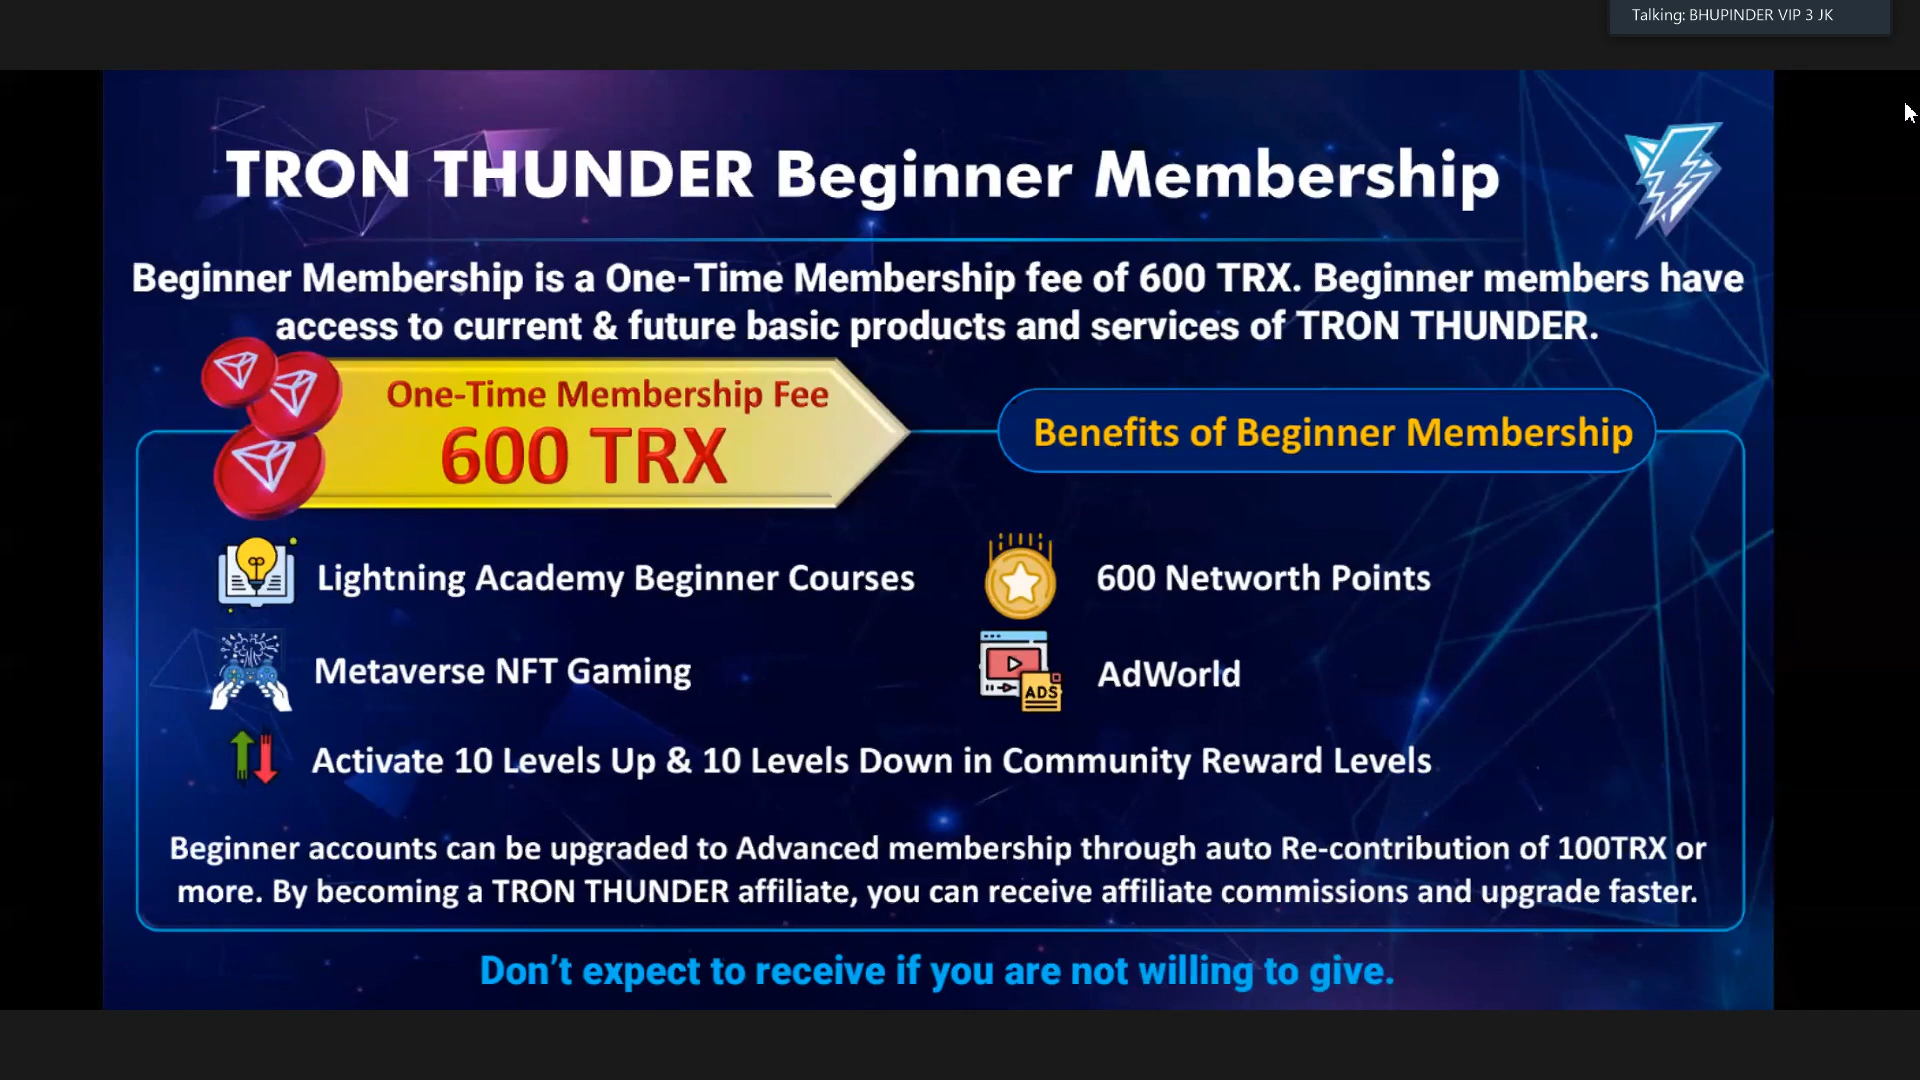 Talking: BHUPINDER VIP 3 JK
TRON THUNDER Beginner Membership
Beginner Membership is a One-Time Membership fee of 600 TRX. Beginner members have
access to current & future basic products and services of TRON THUNDER.
One-Time Membership Fee
600 TRX
Benefits of Beginner Membership
Lightning Academy Beginner Courses
600 Networth Points
Metaverse NFT Gaming
ADS
AdWorld
Activate 10 Levels Up & 10 Levels Down in Community Reward Levels
Beginner accounts can be upgraded to Advanced membership through auto Re-contribution of 100TRX or
more. By becoming a TRON THUNDER affiliate, you can receive affiliate commissions and upgrade faster.
Don't expect to receive if you are not willing to give.